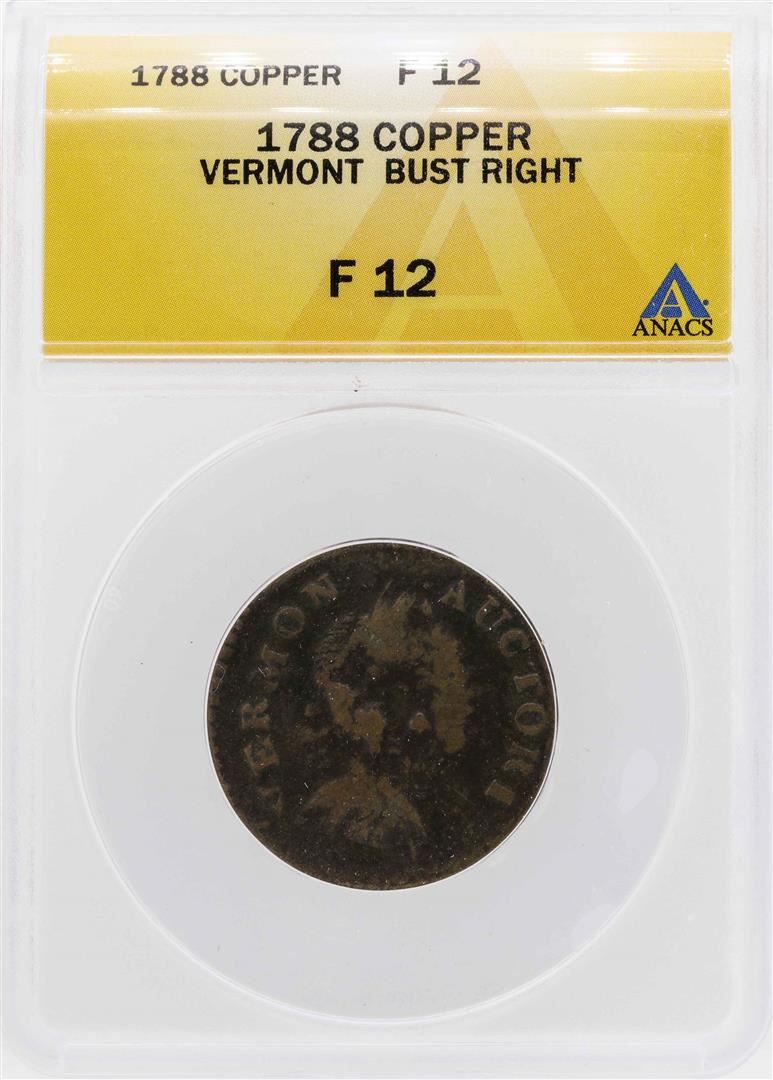 1788 COPPER F 12
1788 COPPER
VERMONT BUST RIGHT
F 12
ANACS
VERMON AUCTORI